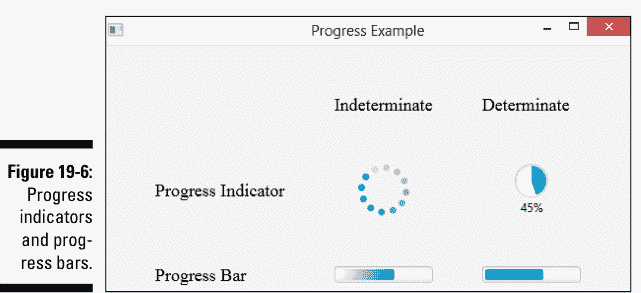 Progress Example
Indeterminate Determinate
Figure 19-6:
Progress
indicators
and prog-
ress bars.
Progress Indicator
45%
Progress Bar